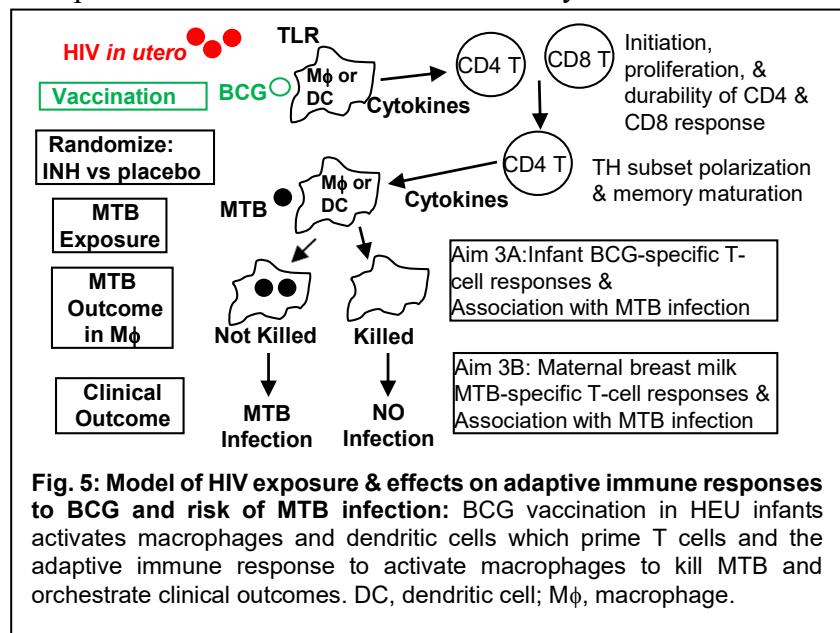 HIV in utero
TLR
Vaccination
BCG
Mϕ or
DC
Cytokines
CD4 T
CD8 T
Initiation,
proliferation, &
durability of CD4 &
CD8 response
Randomize:
INH vs placebo
CD4 T
TH subset polarization
& memory maturation
MTB
Mϕ or
DC
Cytokines
MTB
Exposure
MTB
Outcome
in Mϕ
Not Killed
Killed
Aim 3A:Infant BCG-specific T-
cell responses &
Association with MTB infection
Clinical
Outcome
MTB
Infection
NO
Infection
Aim 3B: Maternal breast milk
MTB-specific T-cell responses &
Association with MTB infection
Fig. 5: Model of HIV exposure & effects on adaptive immune responses
to BCG and risk of MTB infection: BCG vaccination in HEU infants
activates macrophages and dendritic cells which prime T cells and the
adaptive immune response to activate macrophages to kill MTB and
orchestrate clinical outcomes. DC, dendritic cell; Mϕ, macrophage.